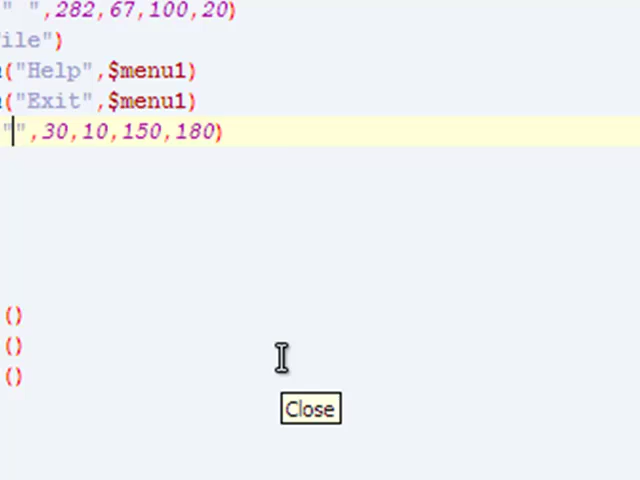 " ",282,67,100,20)
ile")
("Help",$menu1)
("Exit",$menu1)
"",30,10,150,180)
()
()
()
Close